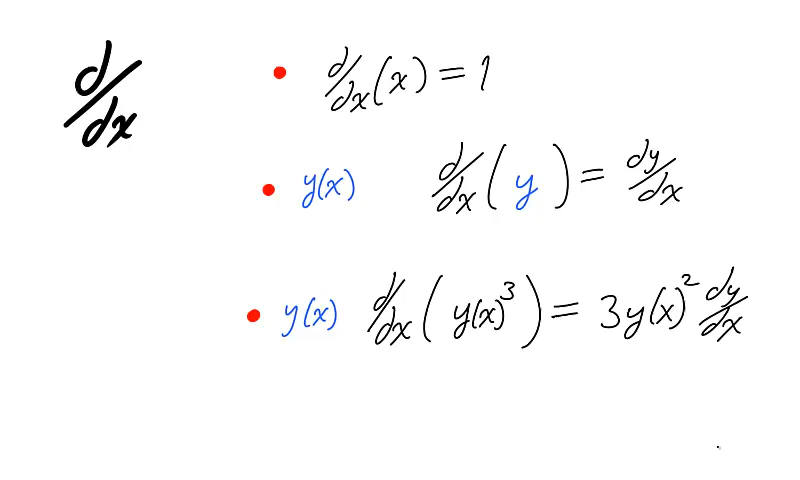 d/dx
d/dx (x) = 1
y(x) d/dx ( y ) = dy/dx
y(x) d/dx ( y(x)³ ) = 3y(x)² dy/dx